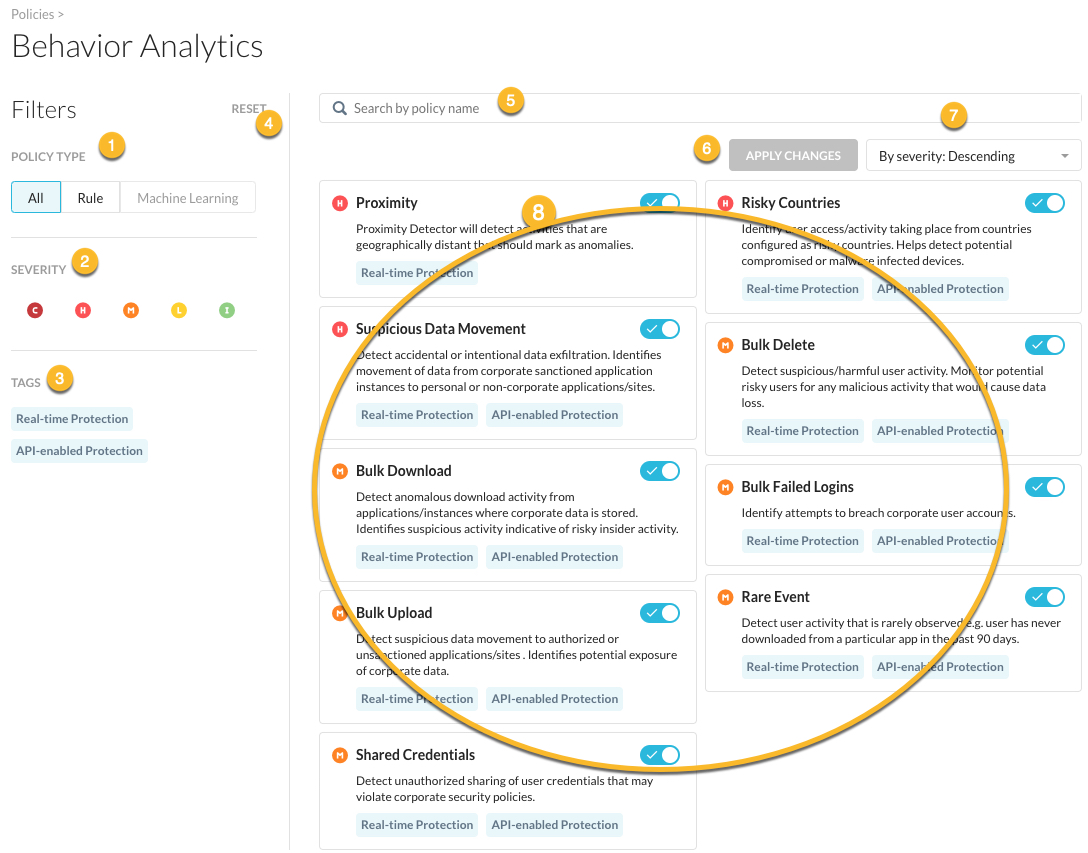 Policies >
Behavior Analytics
Filters
RESET
4
POLICY TYPE
1
All
Rule
Machine Learning
SEVERITY
2
C
H
M
L
I
TAGS
3
Real-time Protection
API-enabled Protection
Search by policy name
5
6
APPLY CHANGES
7
By severity: Descending
8
H
Proximity
Proximity Detector will detect activities that are
geographically distant that should mark as anomalies.
Real-time Protection
H
Suspicious Data Movement
Detect accidental or intentional data exfiltration. Identifies
movement of data from corporate sanctioned application
instances to personal or non-corporate applications/sites.
Real-time Protection
API-enabled Protection
M
Bulk Download
Detect anomalous download activity from
applications/instances where corporate data is stored.
Identifies suspicious activity indicative of risky insider activity.
Real-time Protection
API-enabled Protection
M
Bulk Upload
Detect suspicious data movement to authorized or
unsanctioned applications/sites . Identifies potential exposure
of corporate data.
Real-time Protection
API-enabled Protection
M
Shared Credentials
Detect unauthorized sharing of user credentials that may
violate corporate security policies.
Real-time Protection
API-enabled Protection
H
Risky Countries
Identify user access/activity taking place from countries
configured as risky countries. Helps detect potential
compromised or malware infected devices.
Real-time Protection
API-enabled Protection
M
Bulk Delete
Detect suspicious/harmful user activity. Monitor potential
risky users for any malicious activity that would cause data
loss.
Real-time Protection
API-enabled Protection
M
Bulk Failed Logins
Identify attempts to breach corporate user accounts.
Real-time Protection
API-enabled Protection
M
Rare Event
Detect user activity that is rarely observed e.g. user has never
downloaded from a particular app in the past 90 days.
Real-time Protection
API-enabled Protection